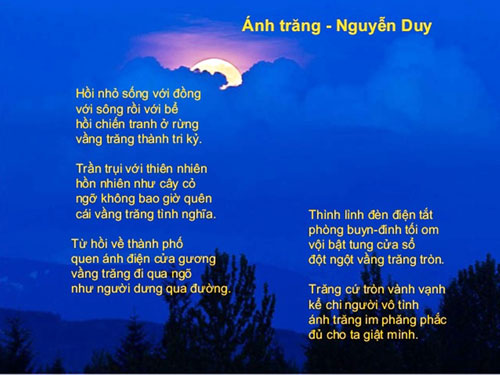 Ánh trăng - Nguyễn Duy
Hồi nhỏ sống với đồng
với sông rồi với bể
hồi chiến tranh ở rừng
vầng trăng thành tri kỷ.
Trần trụi với thiên nhiên
hồn nhiên như cây cỏ
ngỡ không bao giờ quên
cái vầng trăng tình nghĩa.
Từ hồi về thành phố
quen ánh điện cửa gương
vầng trăng đi qua ngõ
như người dưng qua đường.
Thình lình đèn điện tắt
phòng buyn-đinh tối om
vội bật tung cửa sổ
đột ngột vầng trăng tròn.
Trăng cứ tròn vành vạnh
kể chi người vô tình
ánh trăng im phăng phắc
đủ cho ta giật mình.